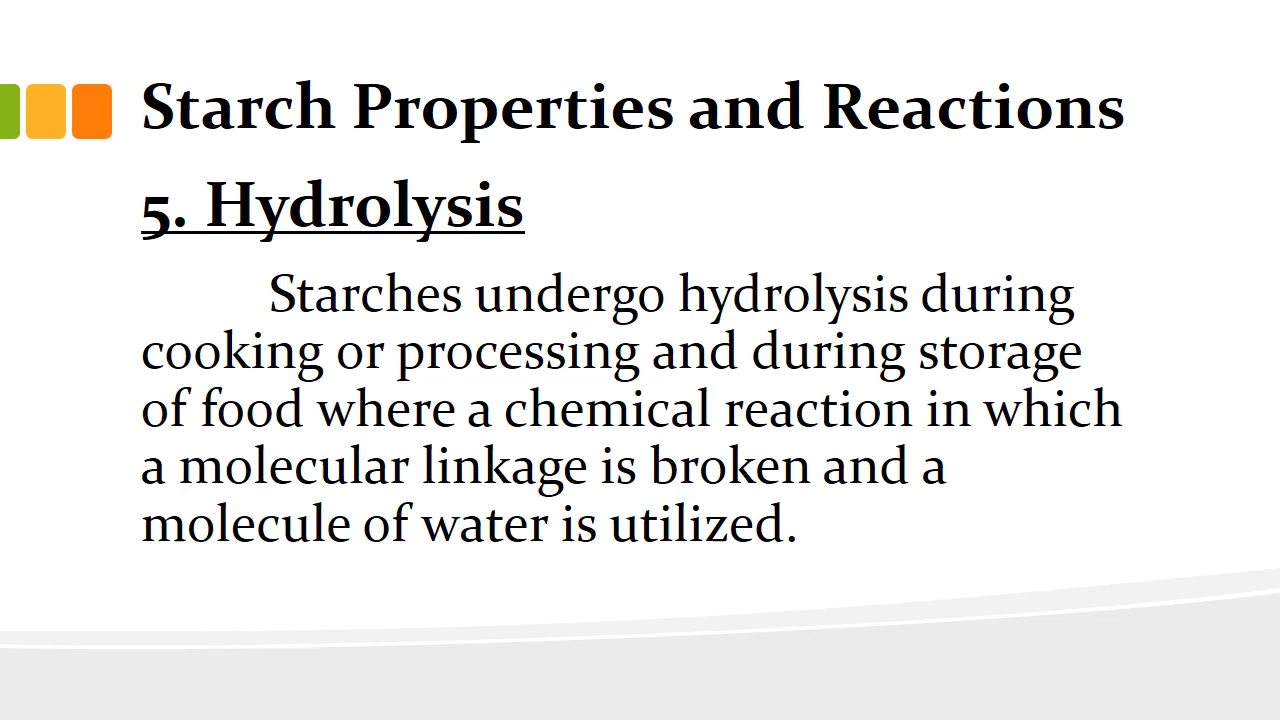 Starch Properties and Reactions
5. Hydrolysis
Starches undergo hydrolysis during
cooking or processing and during storage
of food where a chemical reaction in which
a molecular linkage is broken and a
molecule of water is utilized.